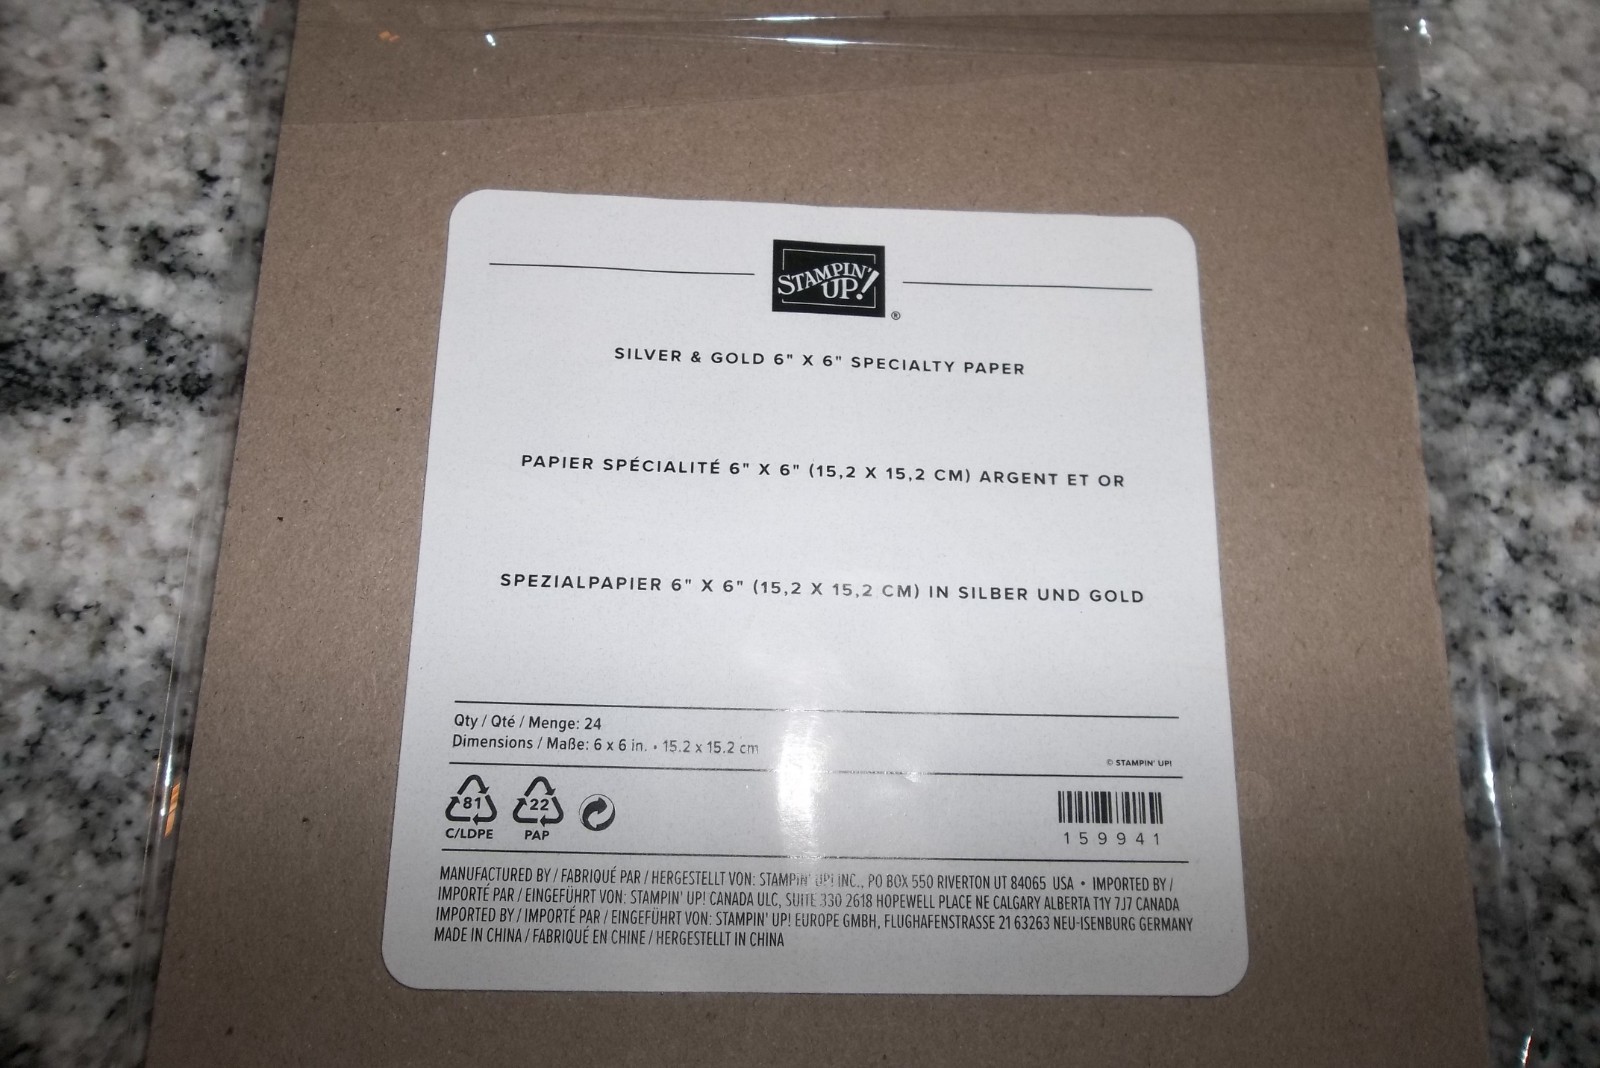 STAMPIN' UP!
®
SILVER & GOLD 6" X 6" SPECIALTY PAPER
PAPIER SPÉCIALITÉ 6" X 6" (15,2 X 15,2 CM) ARGENT ET OR
SPEZIALPAPIER 6" X 6" (15,2 X 15,2 CM) IN SILBER UND GOLD
Qty / Qté / Menge: 24
Dimensions / Maße: 6 x 6 in. • 15.2 x 15.2 cm
© STAMPIN' UP!
81
C/LDPE
22
PAP
159941
MANUFACTURED BY / FABRIQUÉ PAR / HERGESTELLT VON: STAMPIN' UP! INC., PO BOX 550 RIVERTON UT 84065 USA • IMPORTED BY /
IMPORTÉ PAR / EINGEFÜHRT VON: STAMPIN' UP! CANADA ULC, SUITE 330 2618 HOPEWELL PLACE NE CALGARY ALBERTA T1Y 7J7 CANADA
IMPORTED BY / IMPORTÉ PAR / EINGEFÜHRT VON: STAMPIN' UP! EUROPE GMBH, FLUGHAFENSTRASSE 21 63263 NEU-ISENBURG GERMANY
MADE IN CHINA / FABRIQUÉ EN CHINE / HERGESTELLT IN CHINA